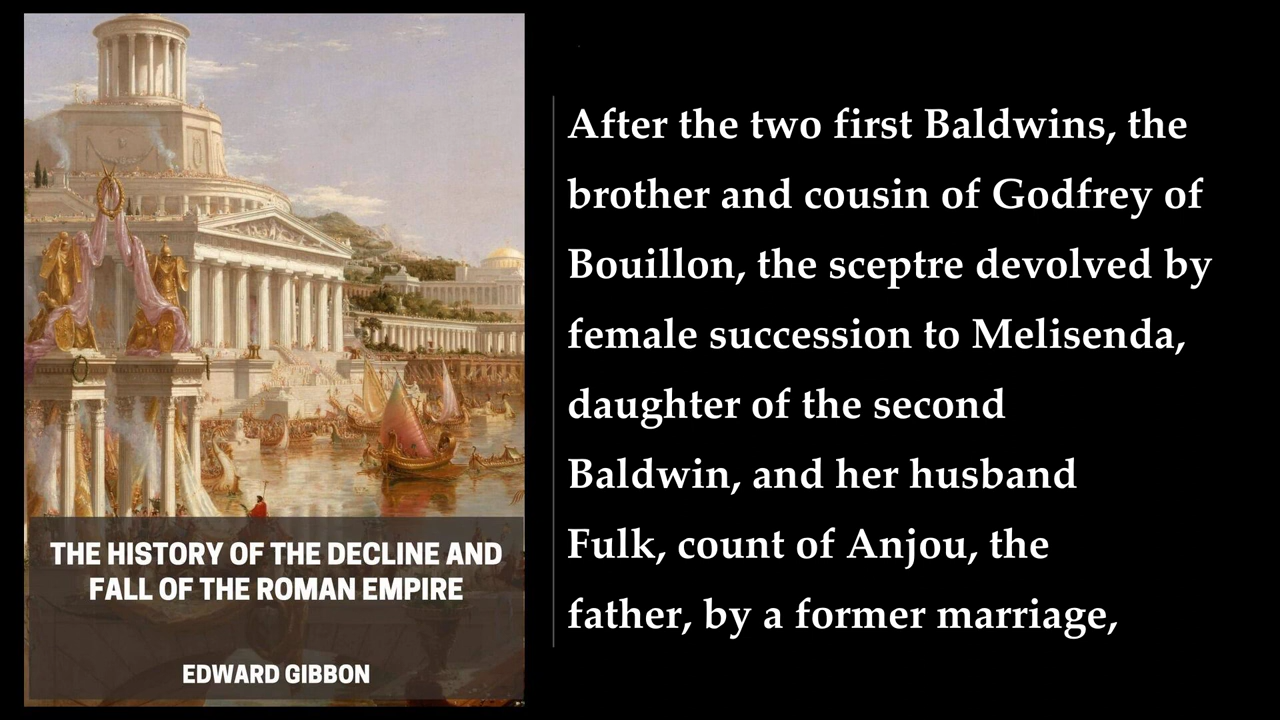 THE HISTORY OF THE DECLINE AND
FALL OF THE ROMAN EMPIRE
EDWARD GIBBON
After the two first Baldwins, the
brother and cousin of Godfrey of
Bouillon, the sceptre devolved by
female succession to Melisenda,
daughter of the second
Baldwin, and her husband
Fulk, count of Anjou, the
father, by a former marriage,